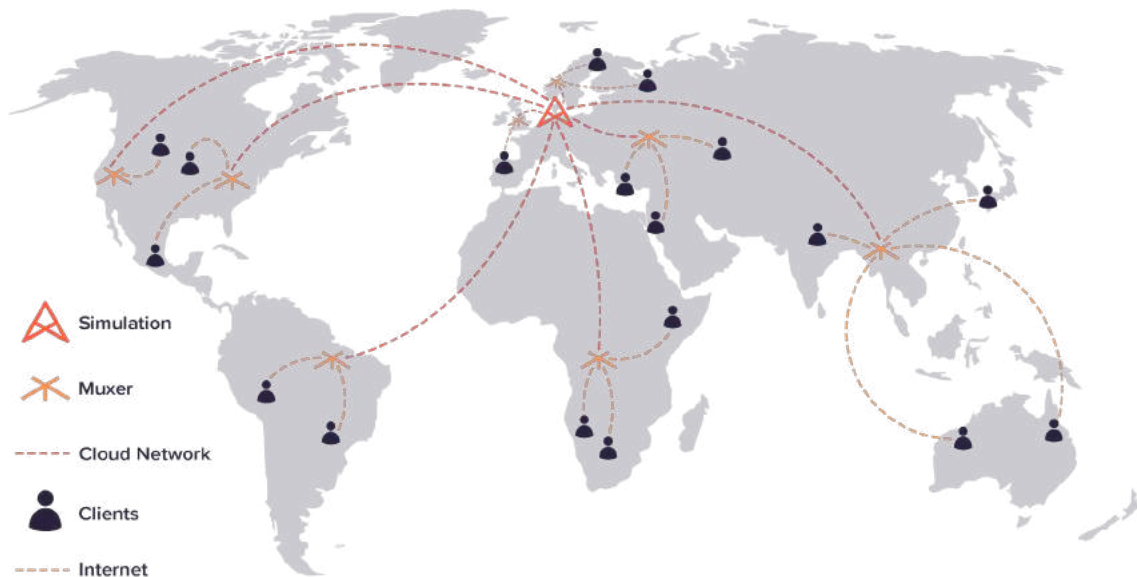 Simulation
Muxer
Cloud Network
Clients
Internet